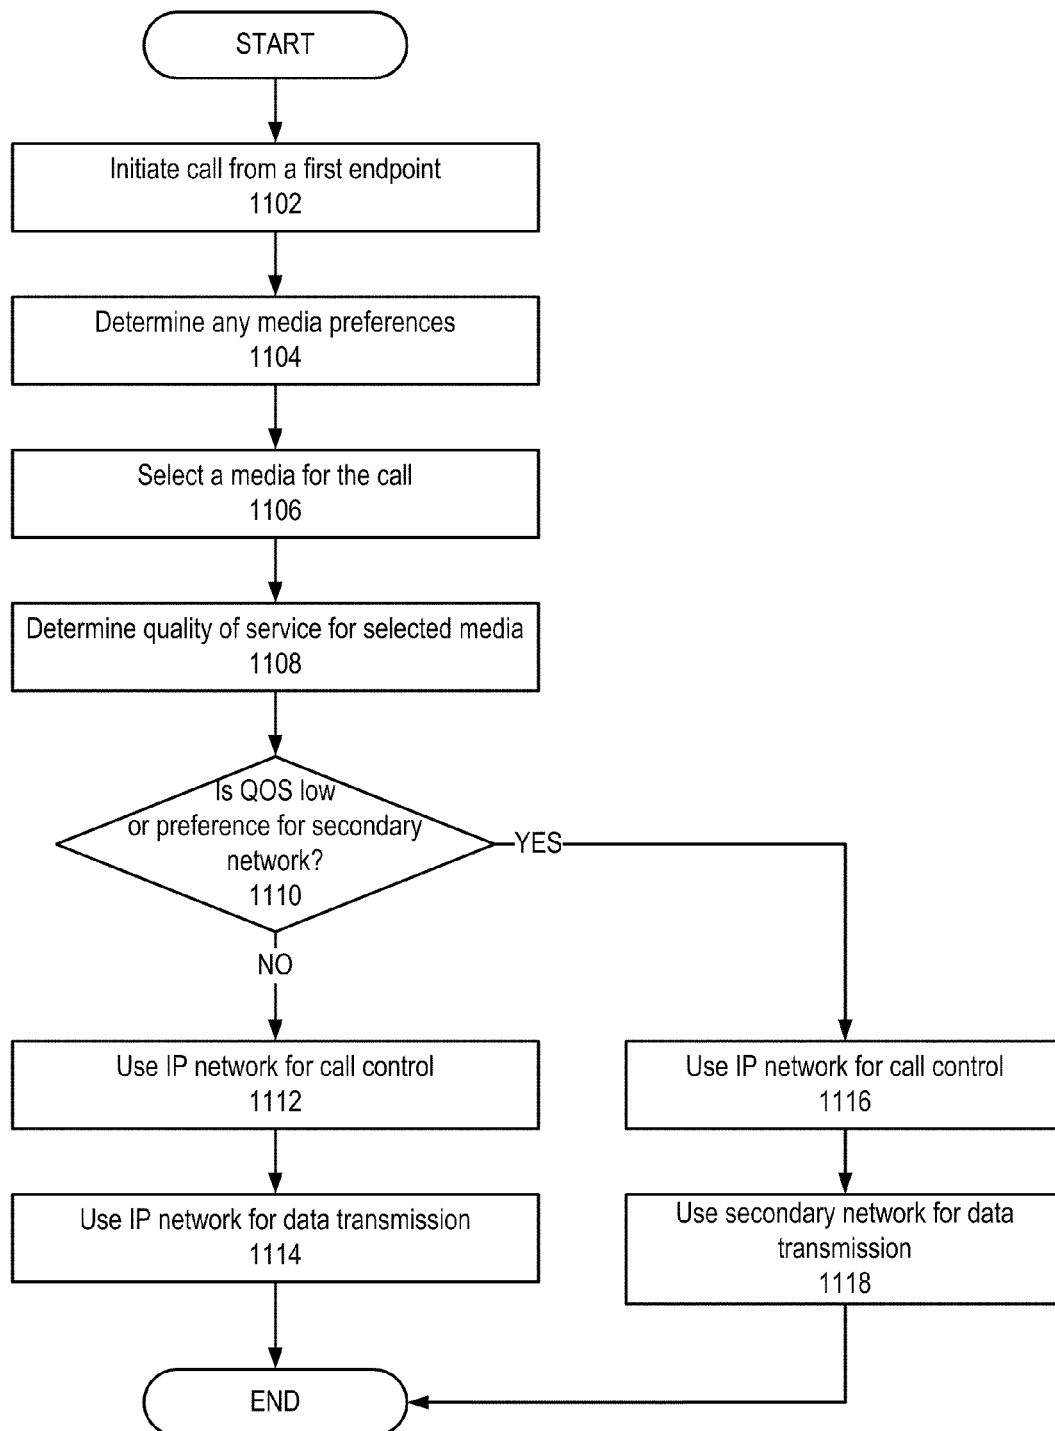 START
Initiate call from a first endpoint
1102
Determine any media preferences
1104
Select a media for the call
1106
Determine quality of service for selected media
1108
Is QOS low
or preference for secondary
network?
1110
YES
NO
Use IP network for call control
1112
Use IP network for call control
1116
Use IP network for data transmission
1114
Use secondary network for data
transmission
1118
END